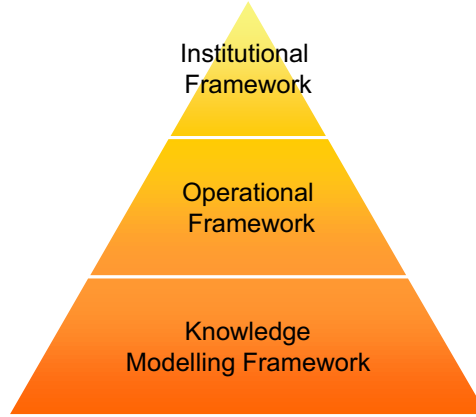 Institutional
Framework
Operational
Framework
Knowledge
Modelling Framework